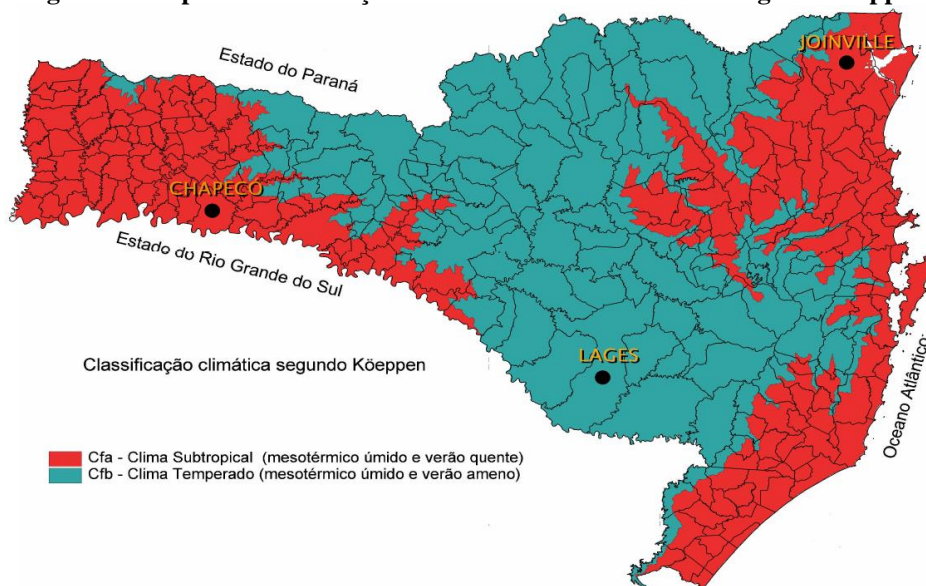 Estado do Paraná
JOINVILLE
CHAPECO
Estado do Rio Grande do Sul
LAGES
Oceano Atlântico
Classificação climática segundo Köeppen
Cfa - Clima Subtropical (mesotérmico úmido e verão quente)
Cfb - Clima Temperado (mesotérmico úmido e verão ameno)